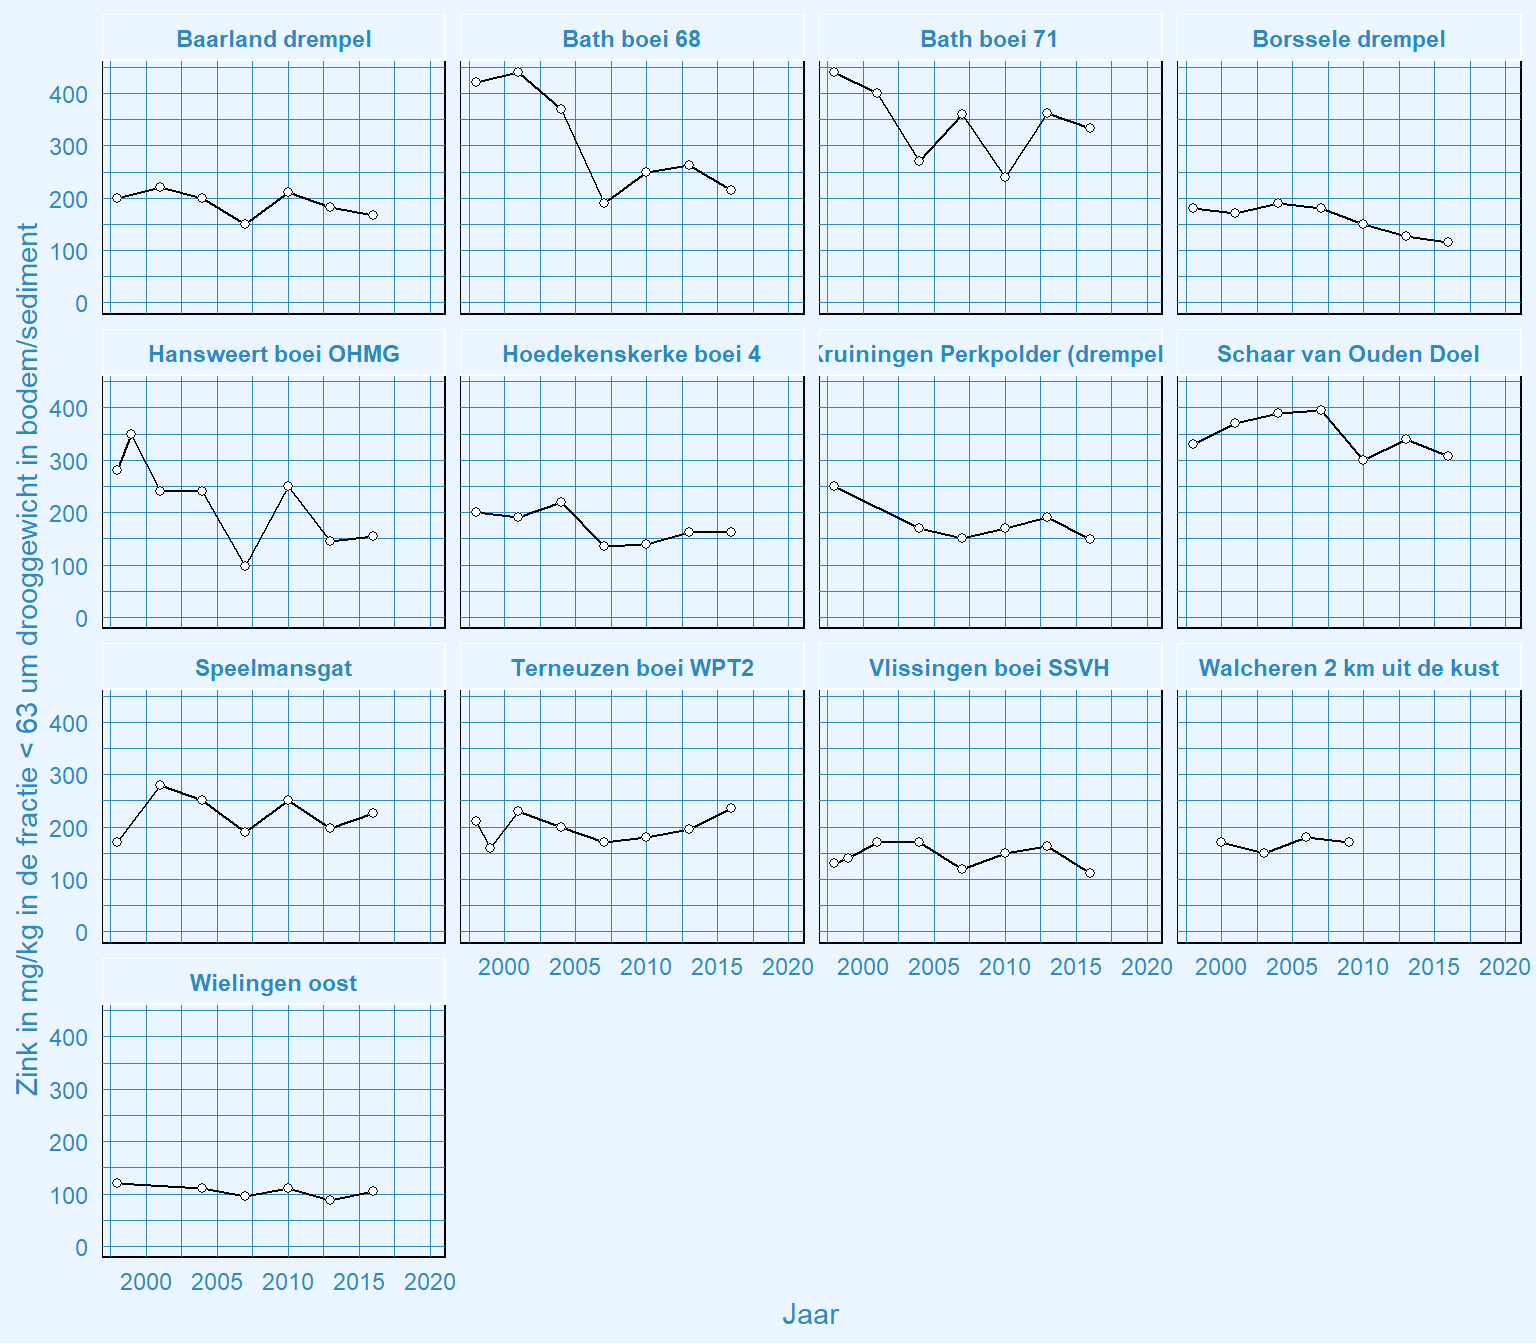 Baarland drempel
Bath boei 68
Bath boei 71
Borssele drempel
400
300
200
100
0
Hansweert boei OHMG
Hoedekenskerke boei 4
Kruiningen Perkpolder (drempel
Schaar van Ouden Doel
400
300
200
100
0
Speelmansgat
Terneuzen boei WPT2
Vlissingen boei SSVH
Walcheren 2 km uit de kust
400
300
200
100
0
2000 2005 2010 2015 2020
2000 2005 2010 2015 2020
2000 2005 2010 2015 2020
Wielingen oost
400
300
200
100
0
2000 2005 2010 2015 2020
Jaar
Zink in mg/kg in de fractie < 63 um drooggewicht in bodem/sediment